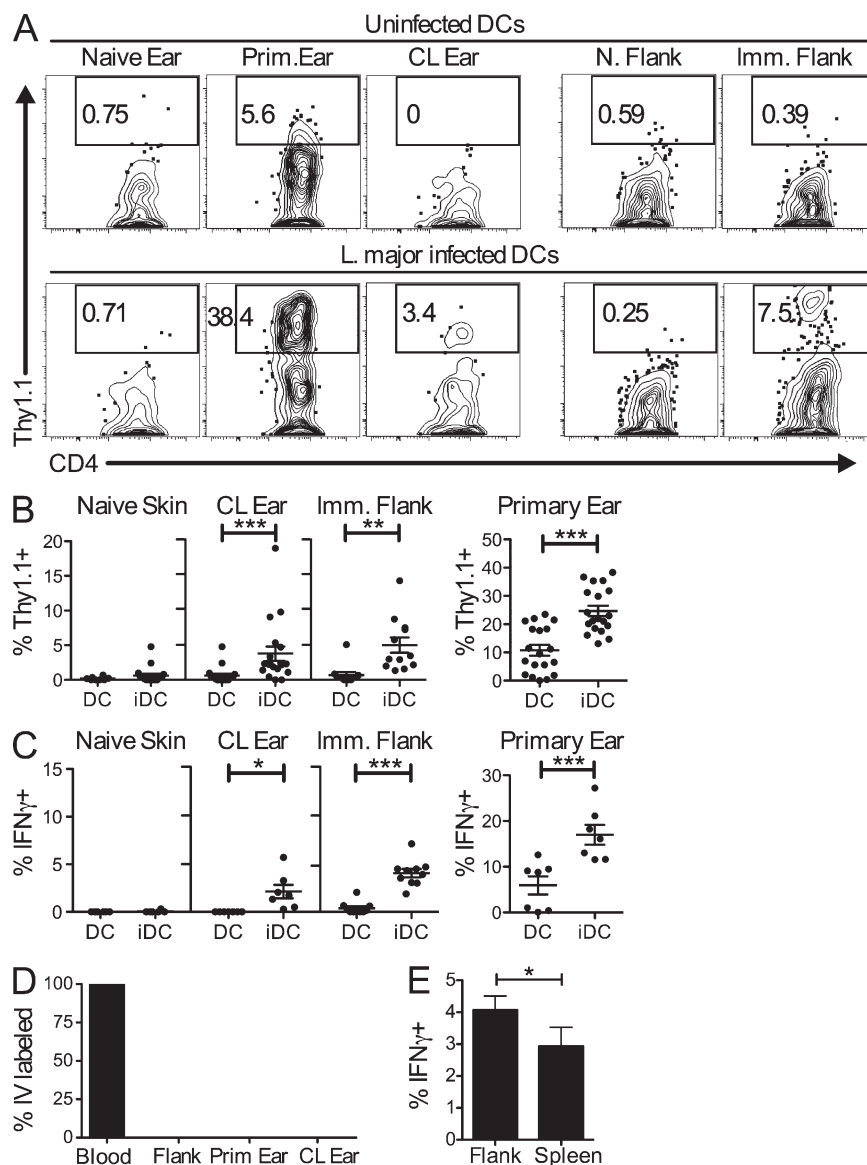 A
Uninfected DCs
Naive Ear Prim.Ear CL Ear N. Flank Imm. Flank
0.75 5.6 0 0.59 0.39
L. major infected DCs
0.71 38.4 3.4 0.25 7.5
Thy1.1
CD4
B
Naive Skin CL Ear Imm. Flank Primary Ear
*** ** ***
% Thy1.1+
20
15
10
5
0
% Thy1.1+
50
40
30
20
10
0
DC iDC DC iDC DC iDC DC iDC
C
Naive Skin CL Ear Imm. Flank Primary Ear
* *** ***
% IFNγ+
15
10
5
0
% IFNγ+
30
20
10
0
DC iDC DC iDC DC iDC DC iDC
D
% IV labeled
100
75
50
25
0
Blood Flank Prim Ear CL Ear
E
*
% IFNγ+
5
4
3
2
1
0
Flank Spleen